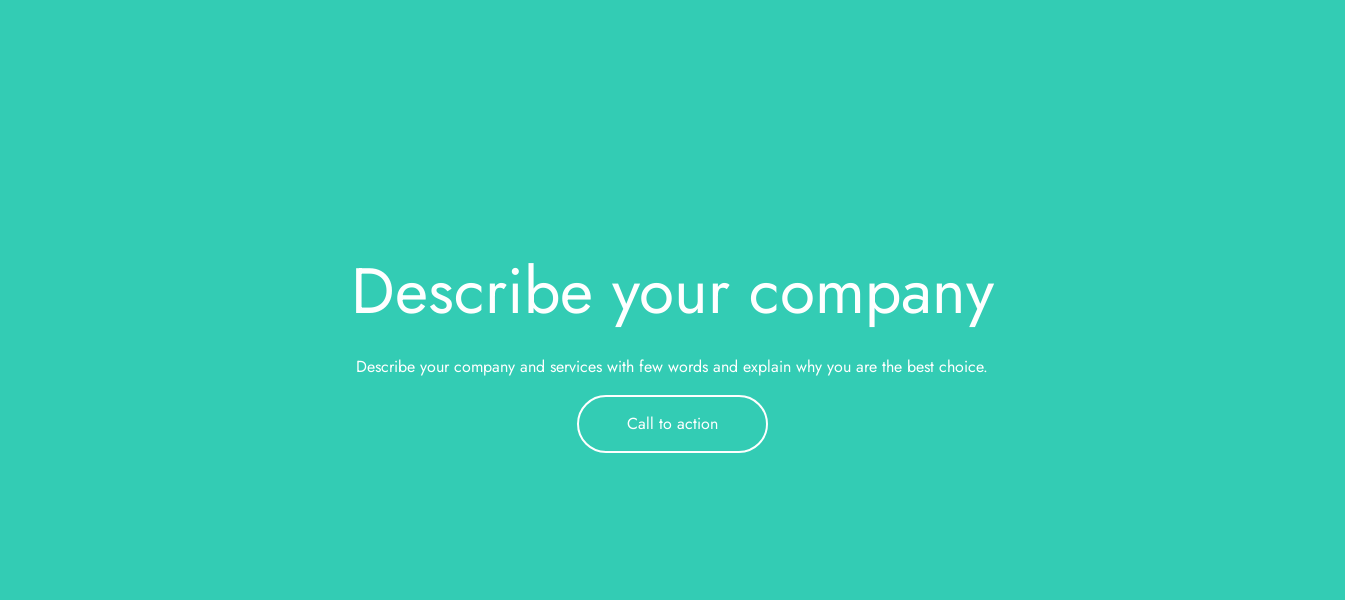 Describe your company
Describe your company and services with few words and explain why you are the best choice.
Call to action